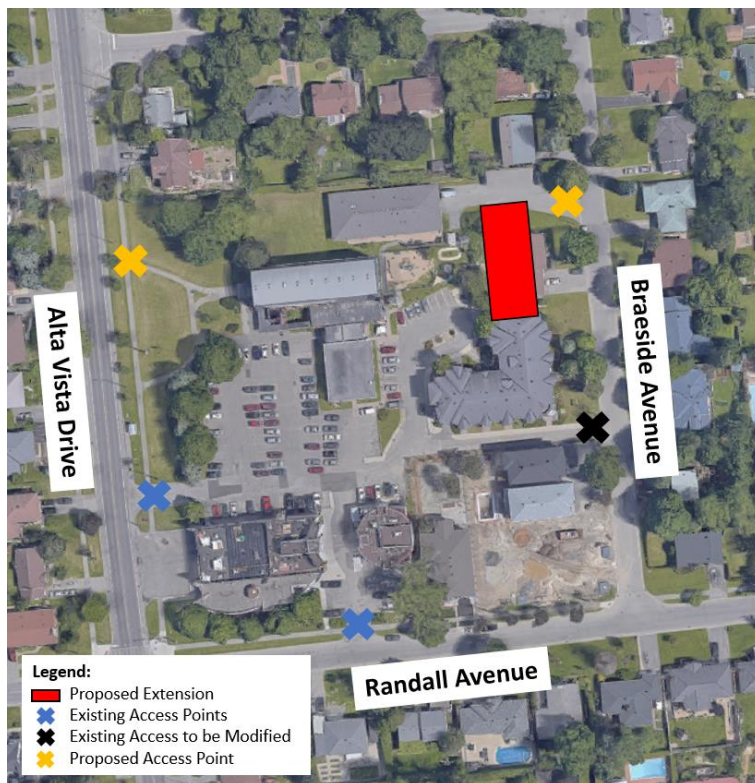 Alta Vista Drive
Braeside Avenue
Randall Avenue
Legend:
Proposed Extension
Existing Access Points
Existing Access to be Modified
Proposed Access Point